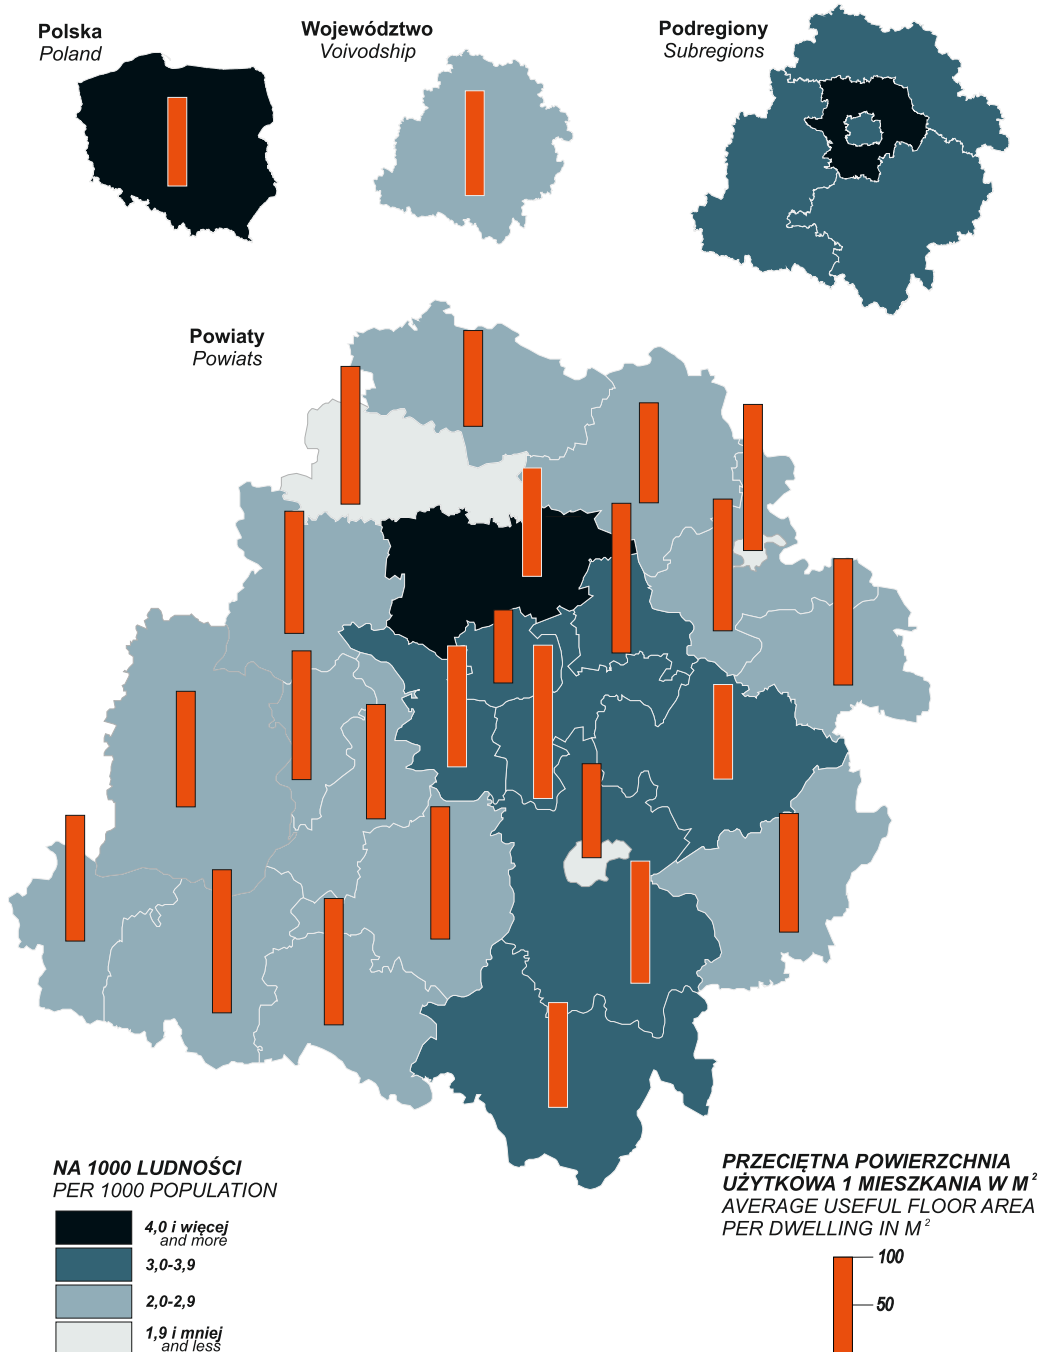 Polska
Poland
Województwo
Voivodship
Podregiony
Subregions
Powiaty
Powiats
NA 1000 LUDNOŚCI
PER 1000 POPULATION
4,0 i więcej
and more
3,0-3,9
2,0-2,9
1,9 i mniej
and less
PRZECIĘTNA POWIERZCHNIA
UŻYTKOWA 1 MIESZKANIA W M²
AVERAGE USEFUL FLOOR AREA
PER DWELLING IN M²
100
50